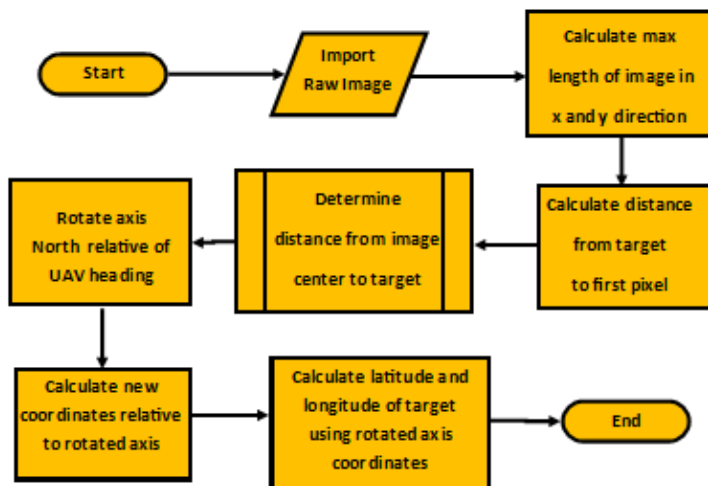 Start
Import
Raw Image
Calculate max
length of image in
x and y direction
Calculate distance
from target
to first pixel
Determine
distance from image
center to target
Rotate axis
North relative of
UAV heading
Calculate new
coordinates relative
to rotated axis
Calculate latitude and
longitude of target
using rotated axis
coordinates
End